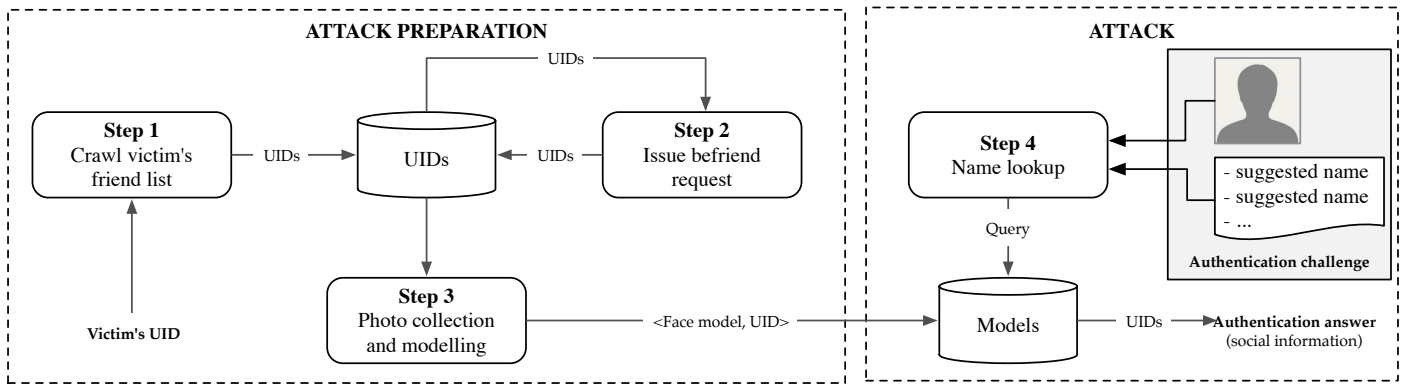 ATTACK PREPARATION
UIDs
Step 1
Crawl victim's
friend list
UIDs
UIDs
UIDs
Step 2
Issue befriend
request
Step 3
Photo collection
and modelling
Victim's UID
<Face model, UID>
ATTACK
Step 4
Name lookup
- suggested name
- suggested name
- ...
Authentication challenge
Query
Models
UIDs
Authentication answer
(social information)